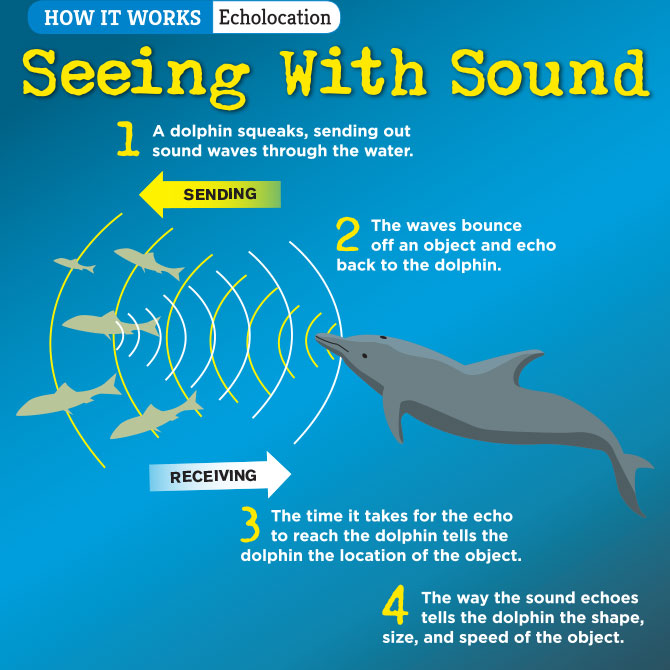 HOW IT WORKS Echolocation
Seeing With Sound
1 A dolphin squeaks, sending out
sound waves through the water.
SENDING
2 The waves bounce
off an object and echo
back to the dolphin.
RECEIVING
3 The time it takes for the echo
to reach the dolphin tells the
dolphin the location of the object.
4 The way the sound echoes
tells the dolphin the shape,
size, and speed of the object.